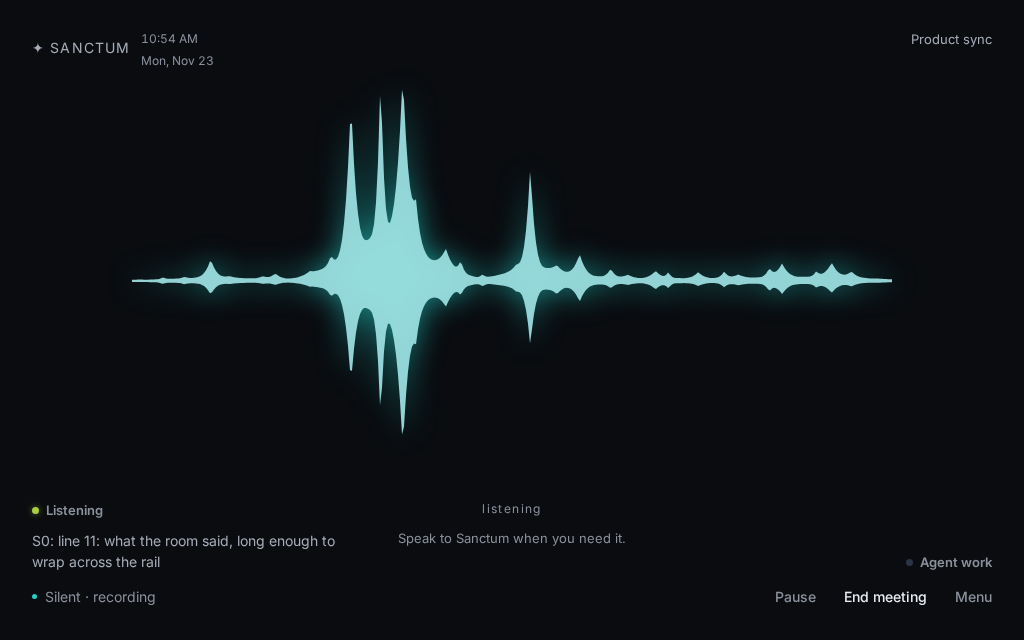 ✦ SANCTUM
10:54 AM
Mon, Nov 23
Product sync
Listening
S0: line 11: what the room said, long enough to
wrap across the rail
Silent · recording
listening
Speak to Sanctum when you need it.
Agent work
Pause
End meeting
Menu